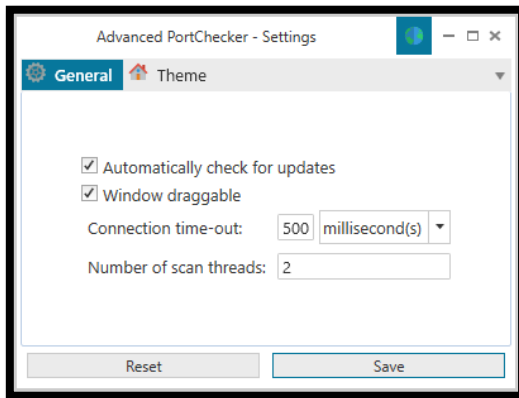 Advanced PortChecker - Settings
General Theme
Automatically check for updates
Window draggable
Connection time-out: 500 millisecond(s)
Number of scan threads: 2
Reset Save